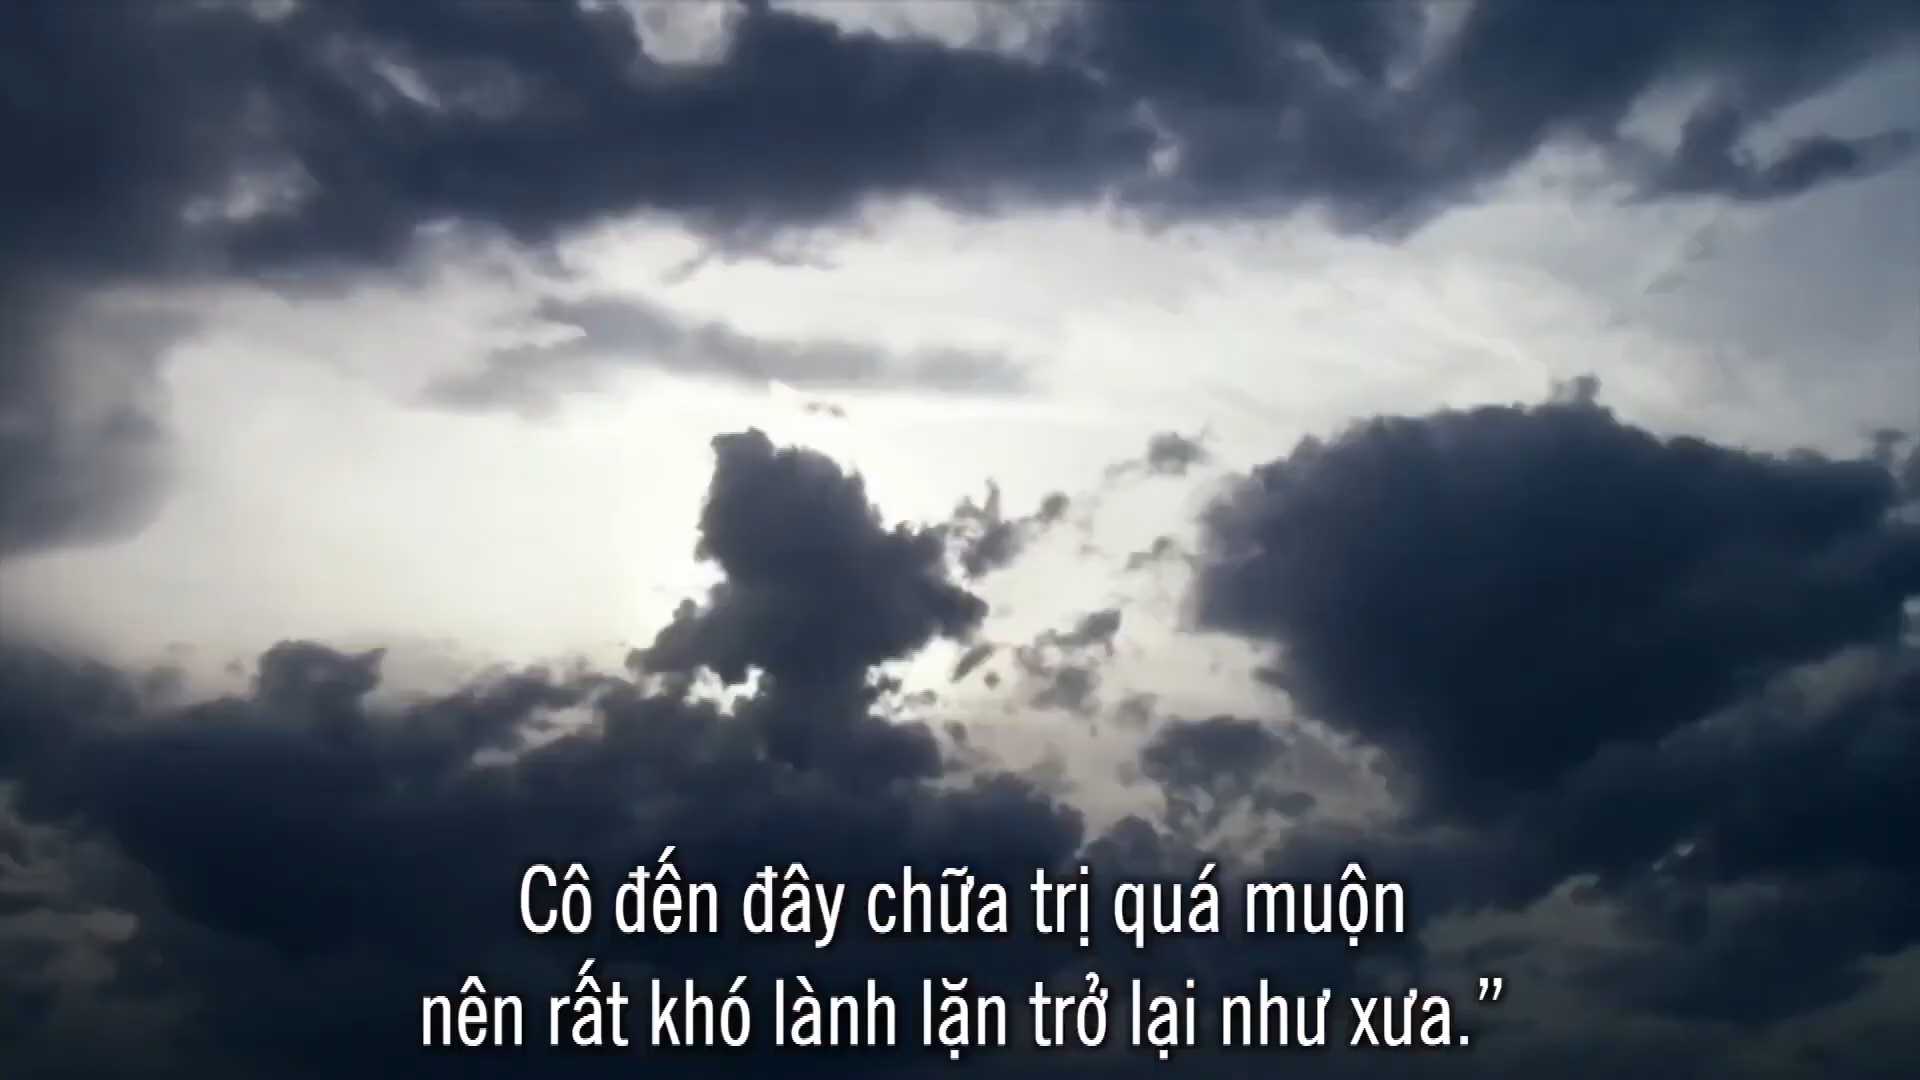 Cô đến đây chữa trị quá muộn
nên rất khó lành lặn trở lại như xưa.”